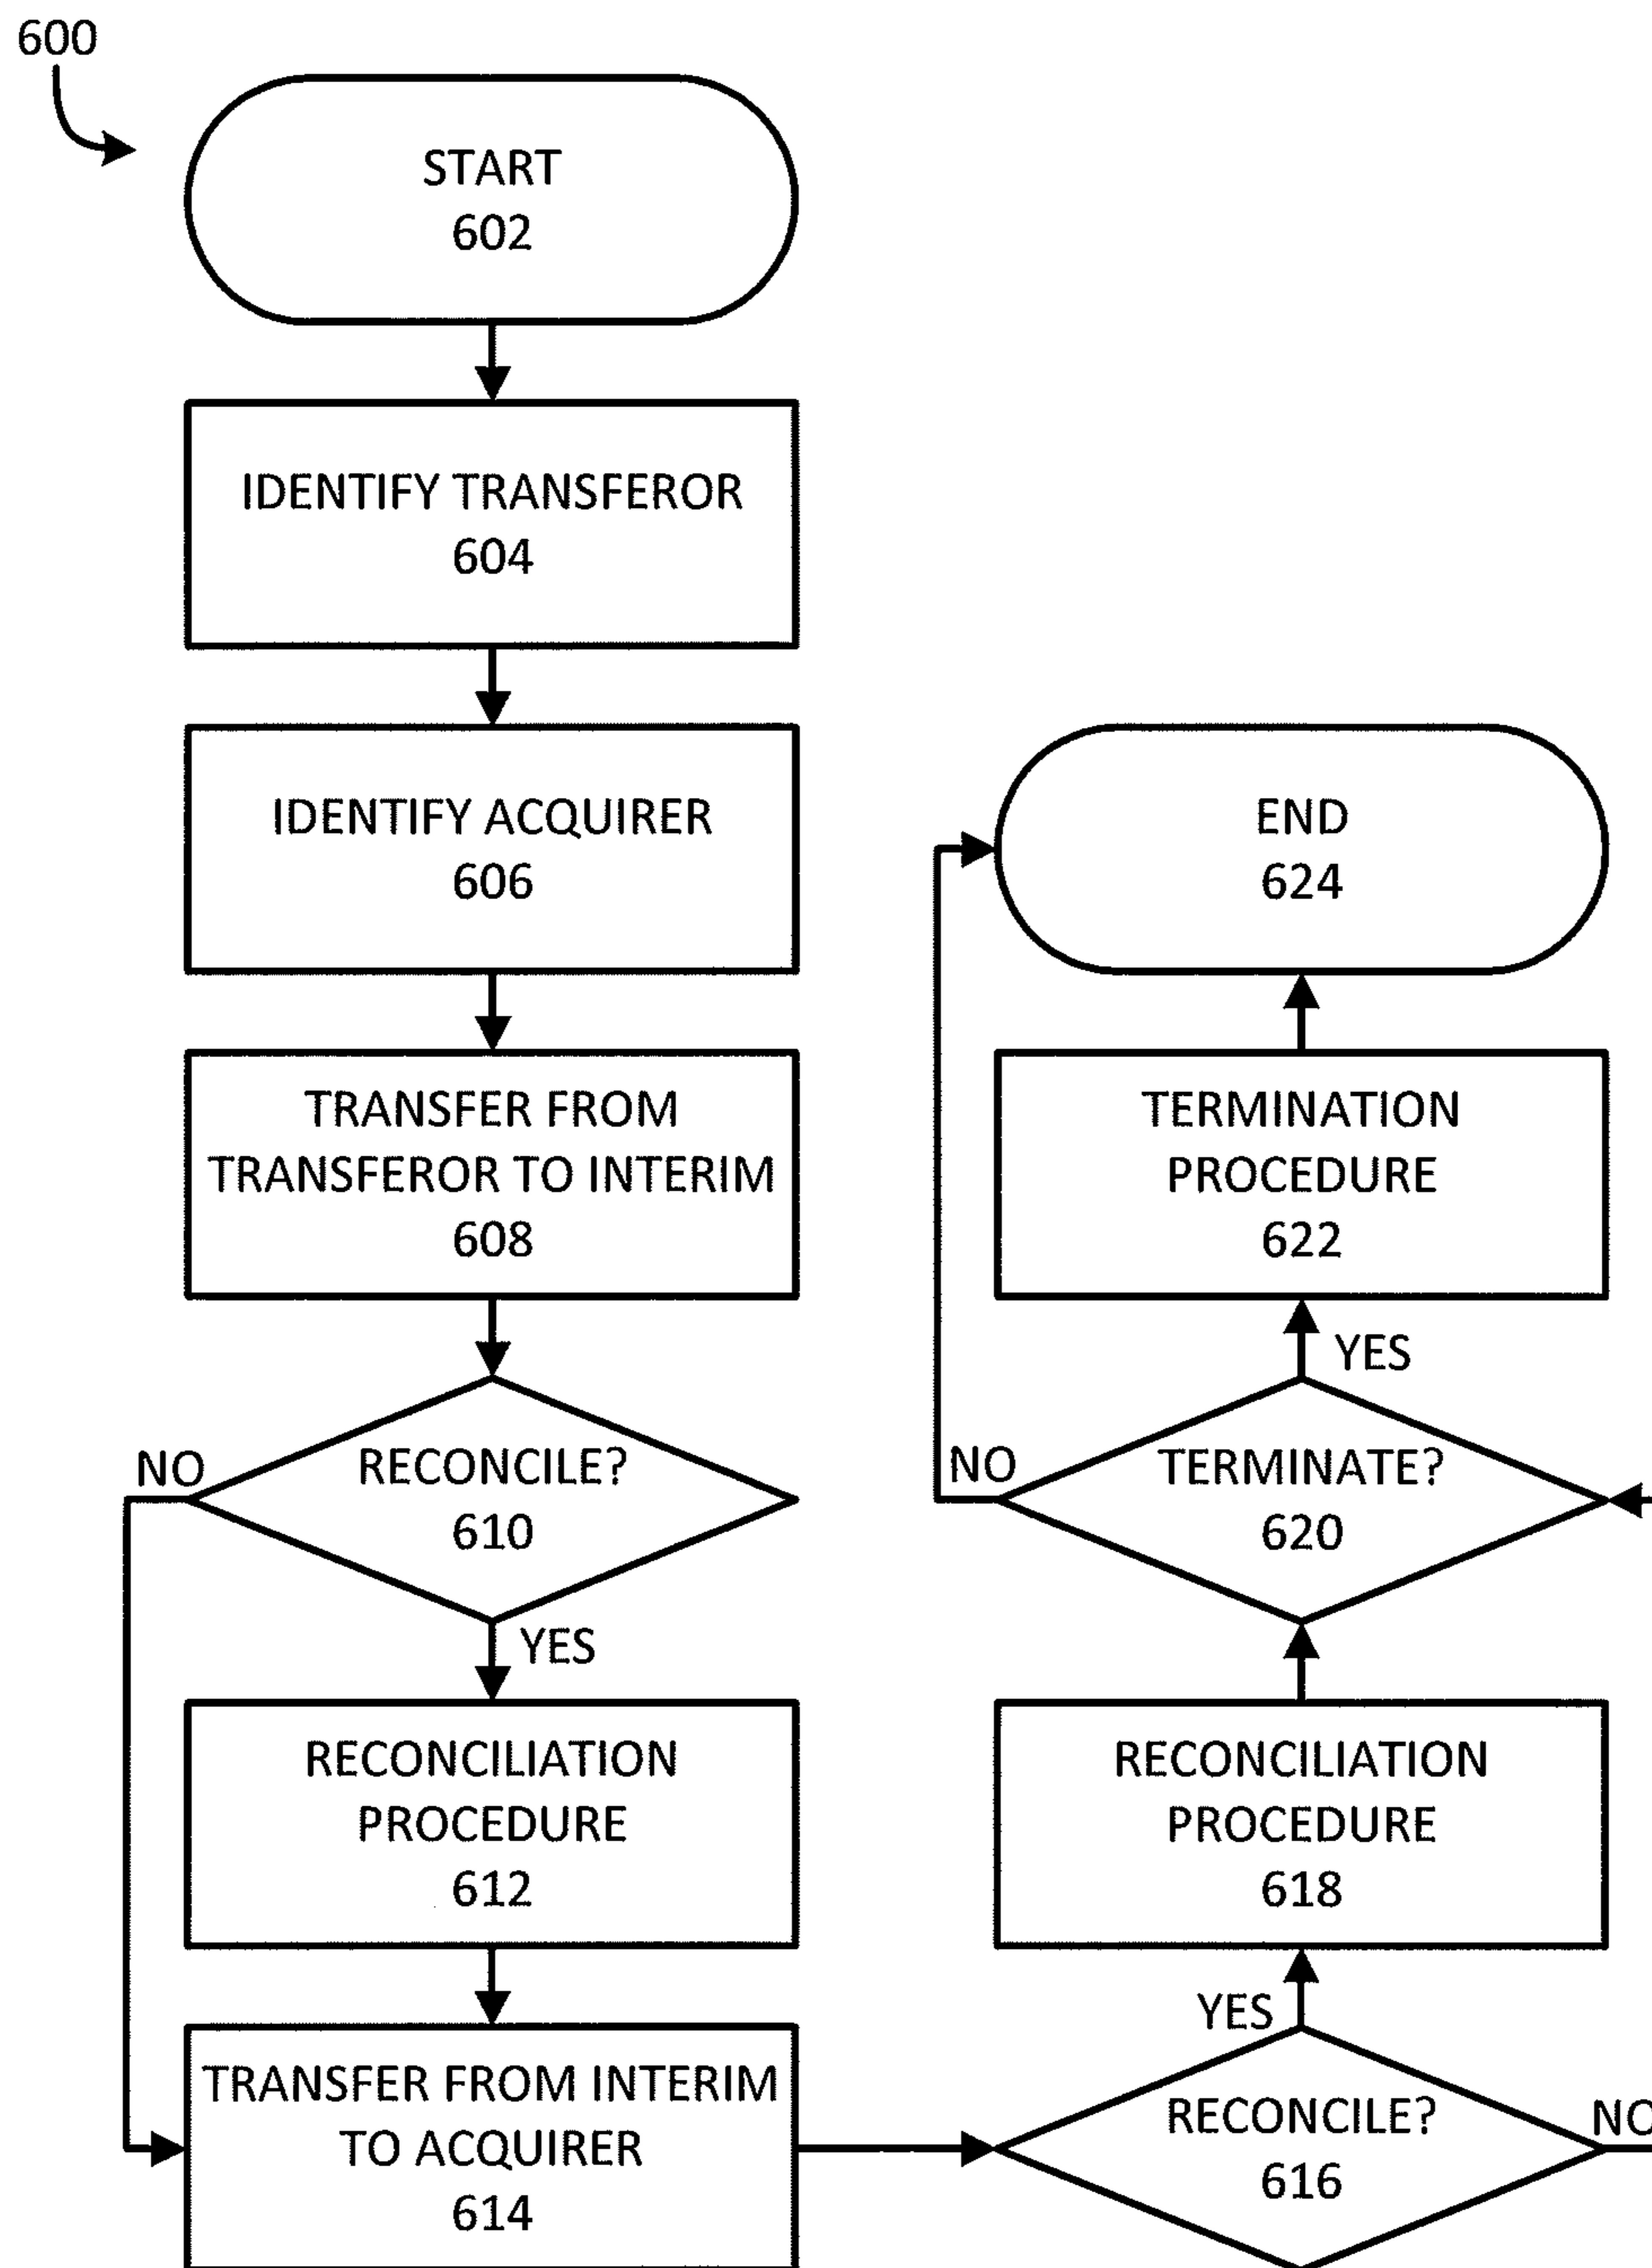 600
START
602
IDENTIFY TRANSFEROR
604
IDENTIFY ACQUIRER
606
TRANSFER FROM
TRANSFEROR TO INTERIM
608
RECONCILE?
610
NO
YES
RECONCILIATION
PROCEDURE
612
TRANSFER FROM INTERIM
TO ACQUIRER
614
RECONCILE?
616
YES
NO
RECONCILIATION
PROCEDURE
618
TERMINATE?
620
NO
YES
TERMINATION
PROCEDURE
622
END
624